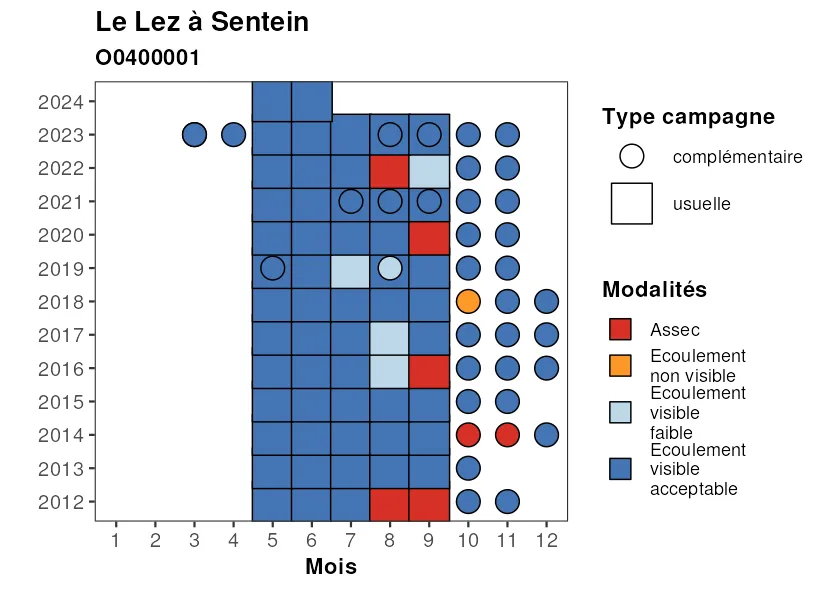 Le Lez à Sentein
O0400001
2024
2023
2022
2021
2020
2019
2018
2017
2016
2015
2014
2013
2012
1 2 3 4 5 6 7 8 9 10 11 12
Mois
Type campagne
complémentaire
usuelle
Modalités
Assec
Ecoulement
non visible
Ecoulement
visible
faible
Ecoulement
visible
acceptable